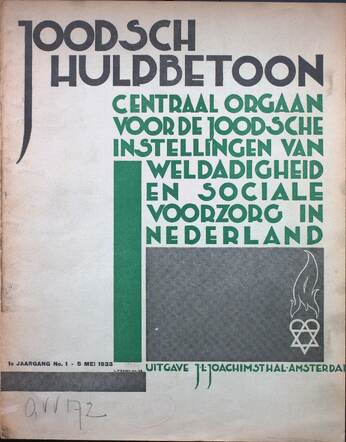 JOODSCH
HULPBETOON
CENTRAAL ORGAAN
VOOR DE JOODSCHE
INSTELLINGEN VAN
WELDADIGHEID
EN SOCIALE
VOORZORG IN
NEDERLAND
1e JAARGANG No. 1 - 5 MEI 1933
UITGAVE J·L·JOACHIMSTHAL·AMSTERDAM